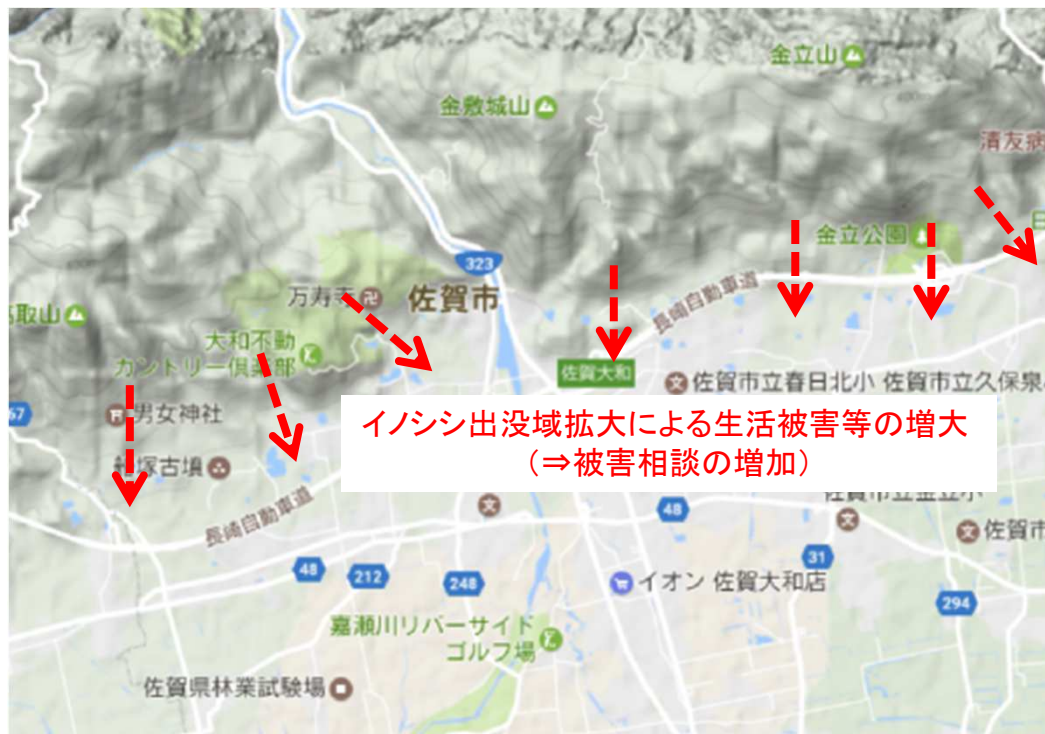 金立山
金敷城山
清友病
金立公園
日
323
佐賀市
万寿寺
長崎自動車道
取山
大和不動
カントリー倶楽部
佐賀大和
佐賀市立春日北小
佐賀市立久保泉
67
男女神社
イノシシ出没域拡大による生活被害等の増大
(⇒被害相談の増加)
塚古墳
長崎自動車道
佐賀市立金立小
48
佐賀市
31
48
212
248
イオン 佐賀大和店
294
嘉瀬川リバーサイド
ゴルフ場
佐賀県林業試験場